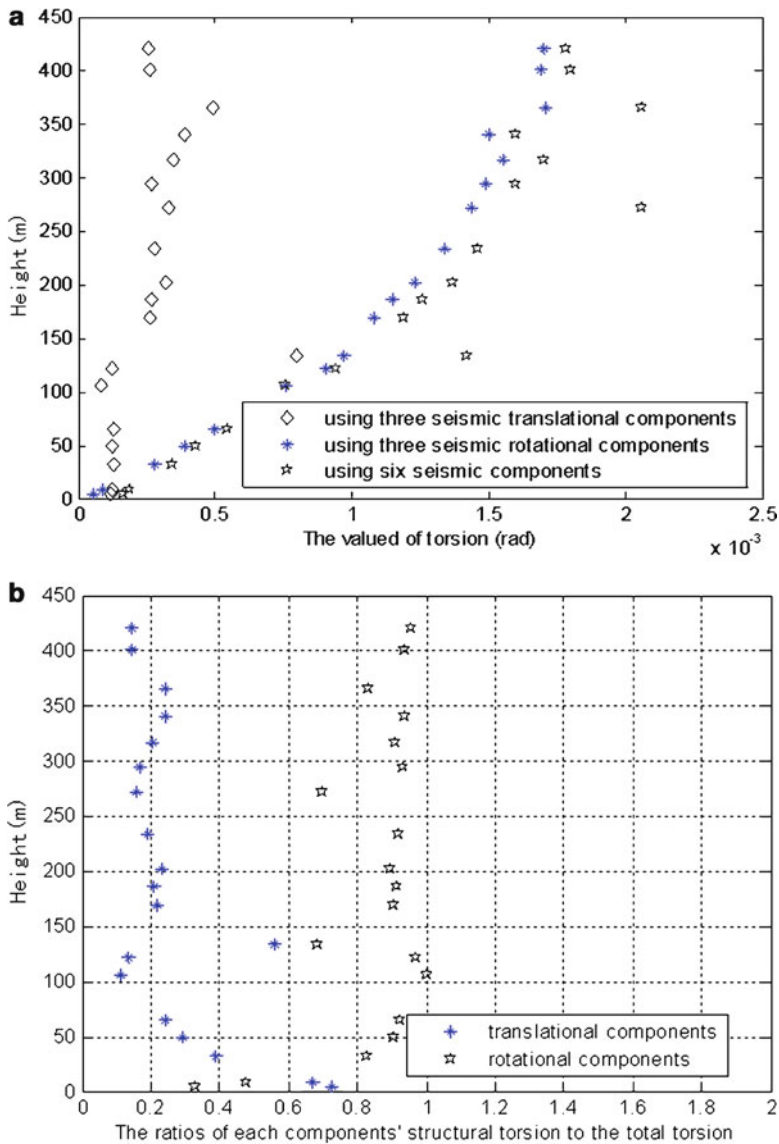 a
450
400
350
300
250
200
150
100
50
0
Height(m)
using three seismic translational components
using three seismic rotational components
using six seismic components
0 0.5 1 1.5 2 2.5 3
The valued of torsion (rad)
x 10⁻³
b
450
400
350
300
250
200
150
100
50
0
Height(m)
translational components
rotational components
0 0.2 0.4 0.6 0.8 1 1.2 1.4 1.6 1.8 2
The ratios of each components' structural torsion to the total torsion